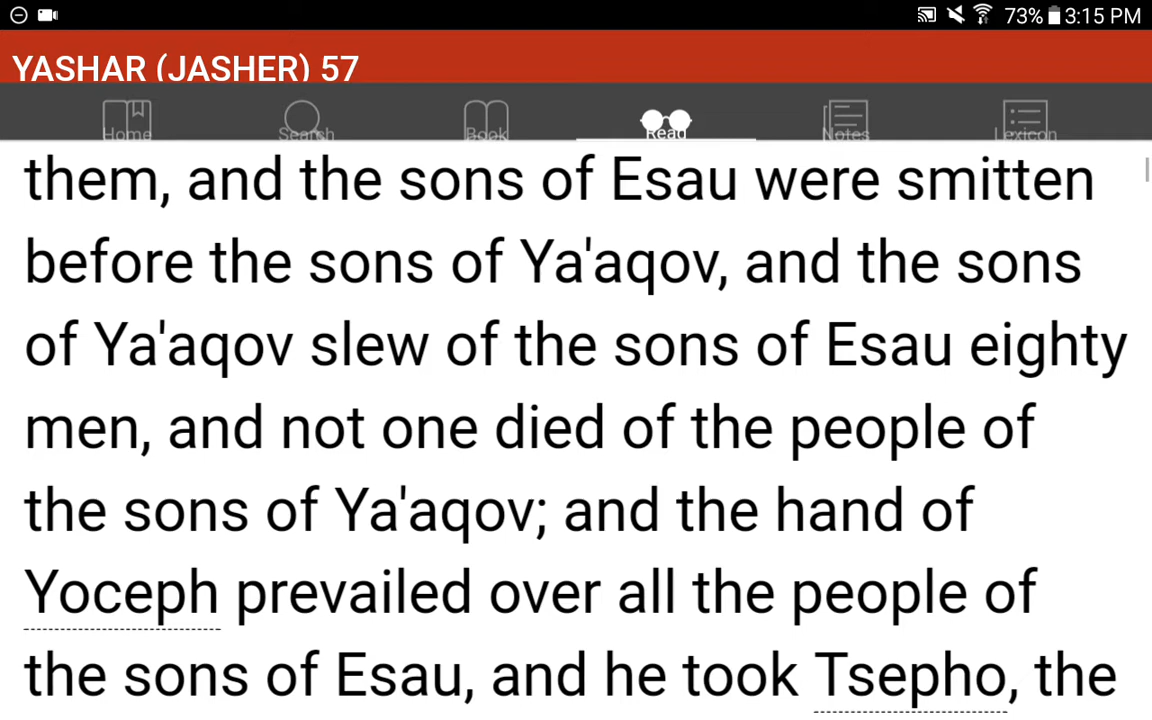 73% 3:15 PM
YASHAR (JASHER) 57
Home Search Book Read Notes Lexicon
them, and the sons of Esau were smitten
before the sons of Ya'aqov, and the sons
of Ya'aqov slew of the sons of Esau eighty
men, and not one died of the people of
the sons of Ya'aqov; and the hand of
Yoceph prevailed over all the people of
the sons of Esau, and he took Tsepho, the